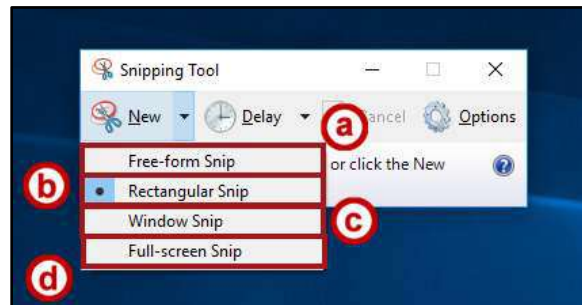 Snipping Tool
New Delay Cancel Options
a
Free-form Snip or click the New
b
Rectangular Snip
Window Snip
c
Full-screen Snip
d